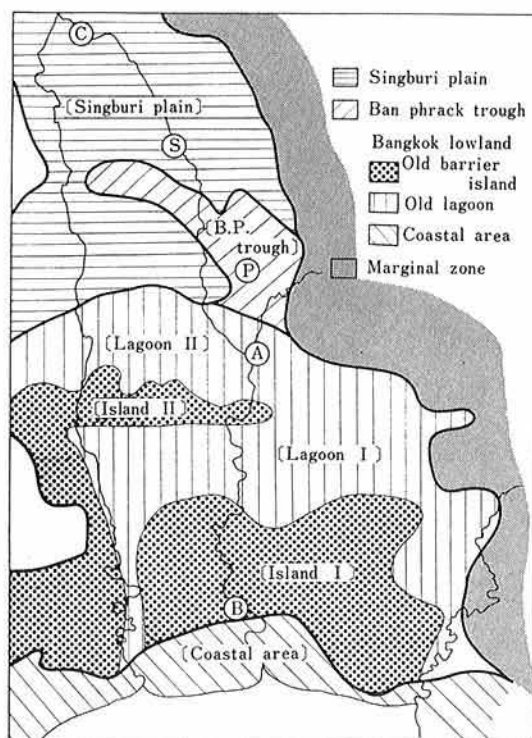 C
[Singburi plain]
S
[B.P.
trough]
P
A
[Lagoon II]
[Island II]
[Lagoon I]
[Island I]
B
[Coastal area]
Singburi plain
Ban phrack trough
Bangkok lowland
Old barrier
island
Old lagoon
Coastal area
Marginal zone